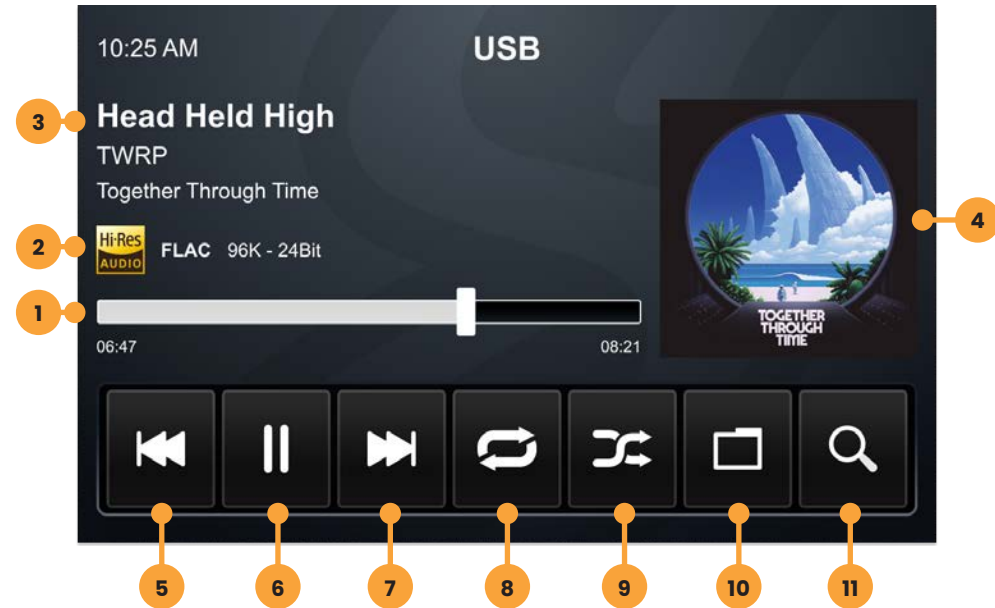 10:25 AM
USB
3
Head Held High
TWRP
Together Through Time
4
2
Hi-Res
AUDIO
FLAC 96K - 24Bit
1
06:47
08:21
TOGETHER
THROUGH
TIME
5
6
7
8
9
10
11